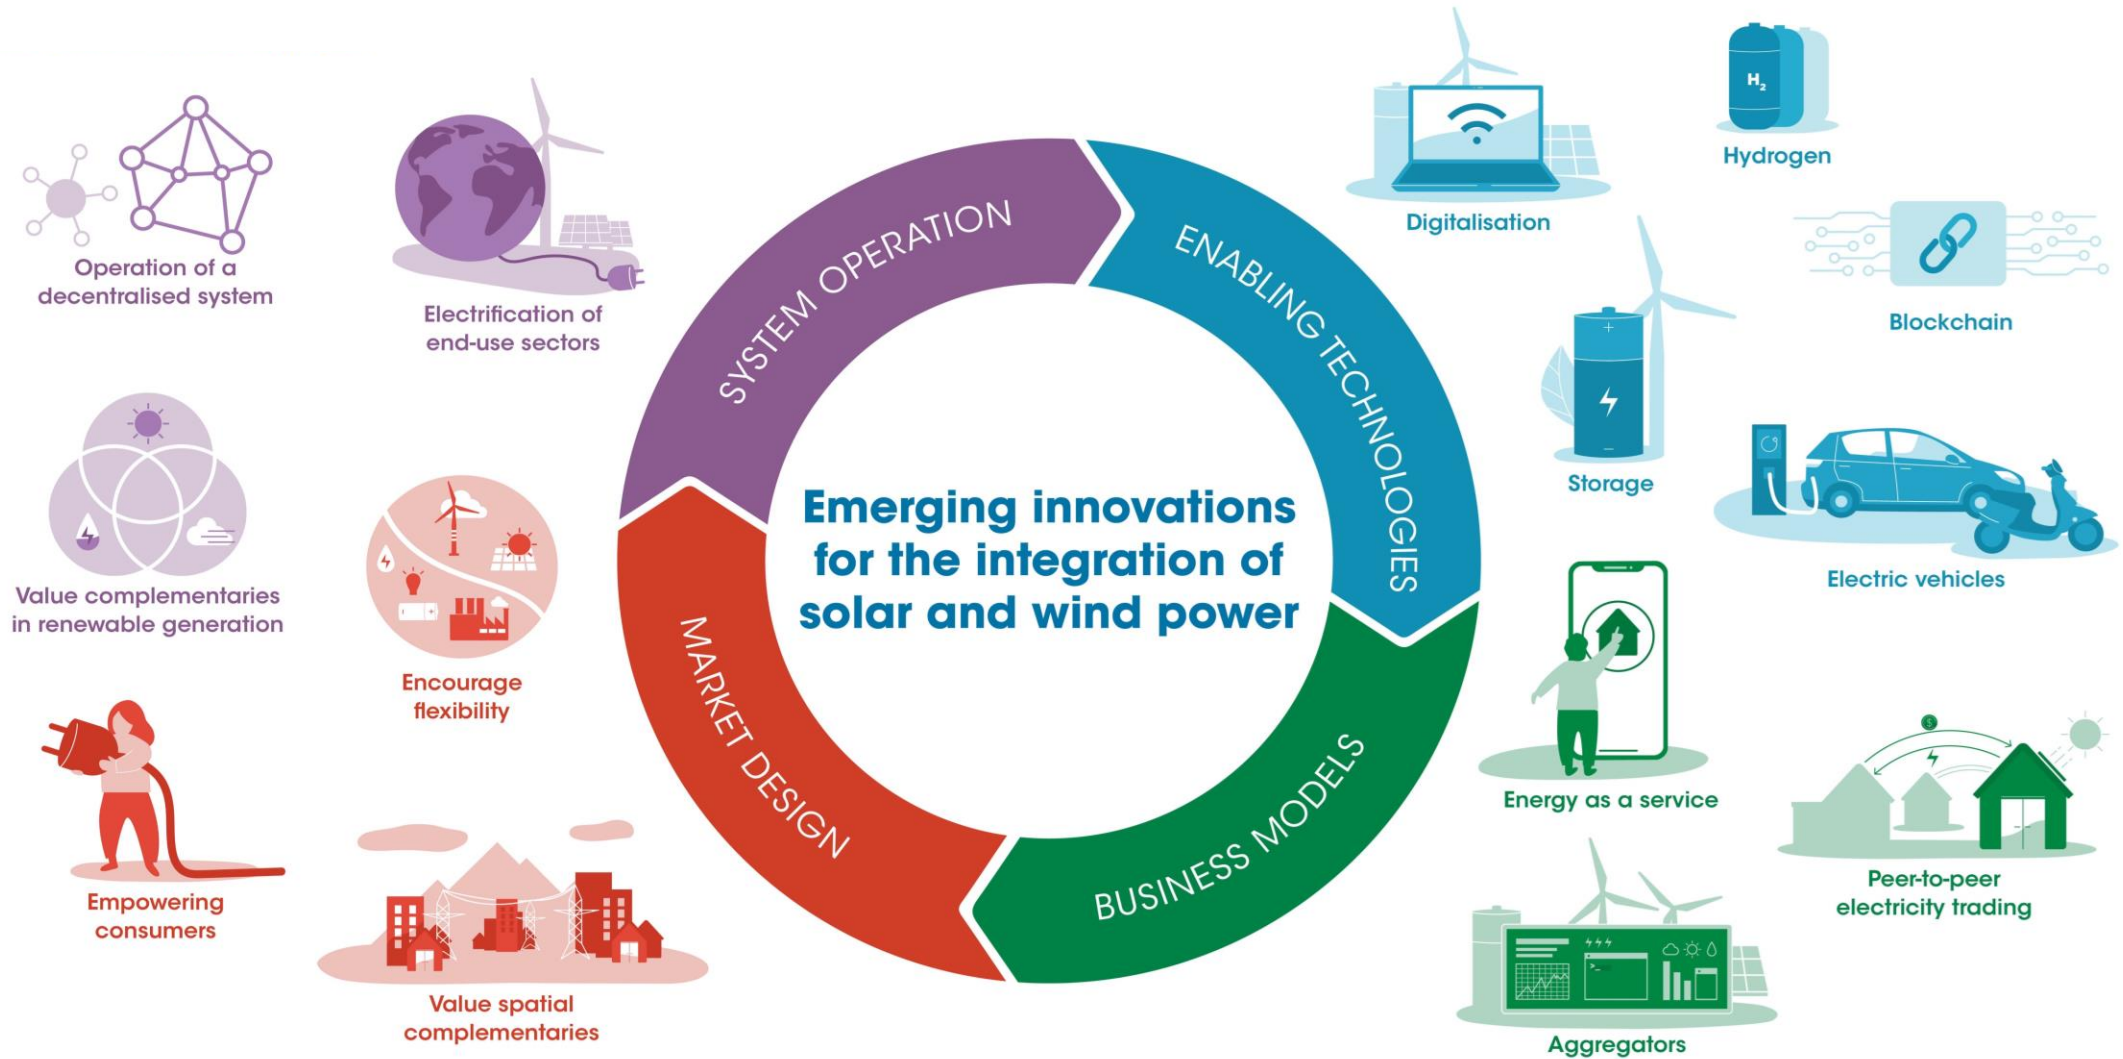 Emerging innovations
for the integration of
solar and wind power
SYSTEM OPERATION
Operation of a
decentralised system
Electrification of
end-use sectors
Value complementaries
in renewable generation
ENABLING TECHNOLOGIES
Digitalisation
H₂
Hydrogen
Blockchain
+
Storage
Electric vehicles
BUSINESS MODELS
Energy as a service
$
Peer-to-peer
electricity trading
>_
Aggregators
MARKET DESIGN
Encourage
flexibility
Empowering
consumers
Value spatial
complementaries